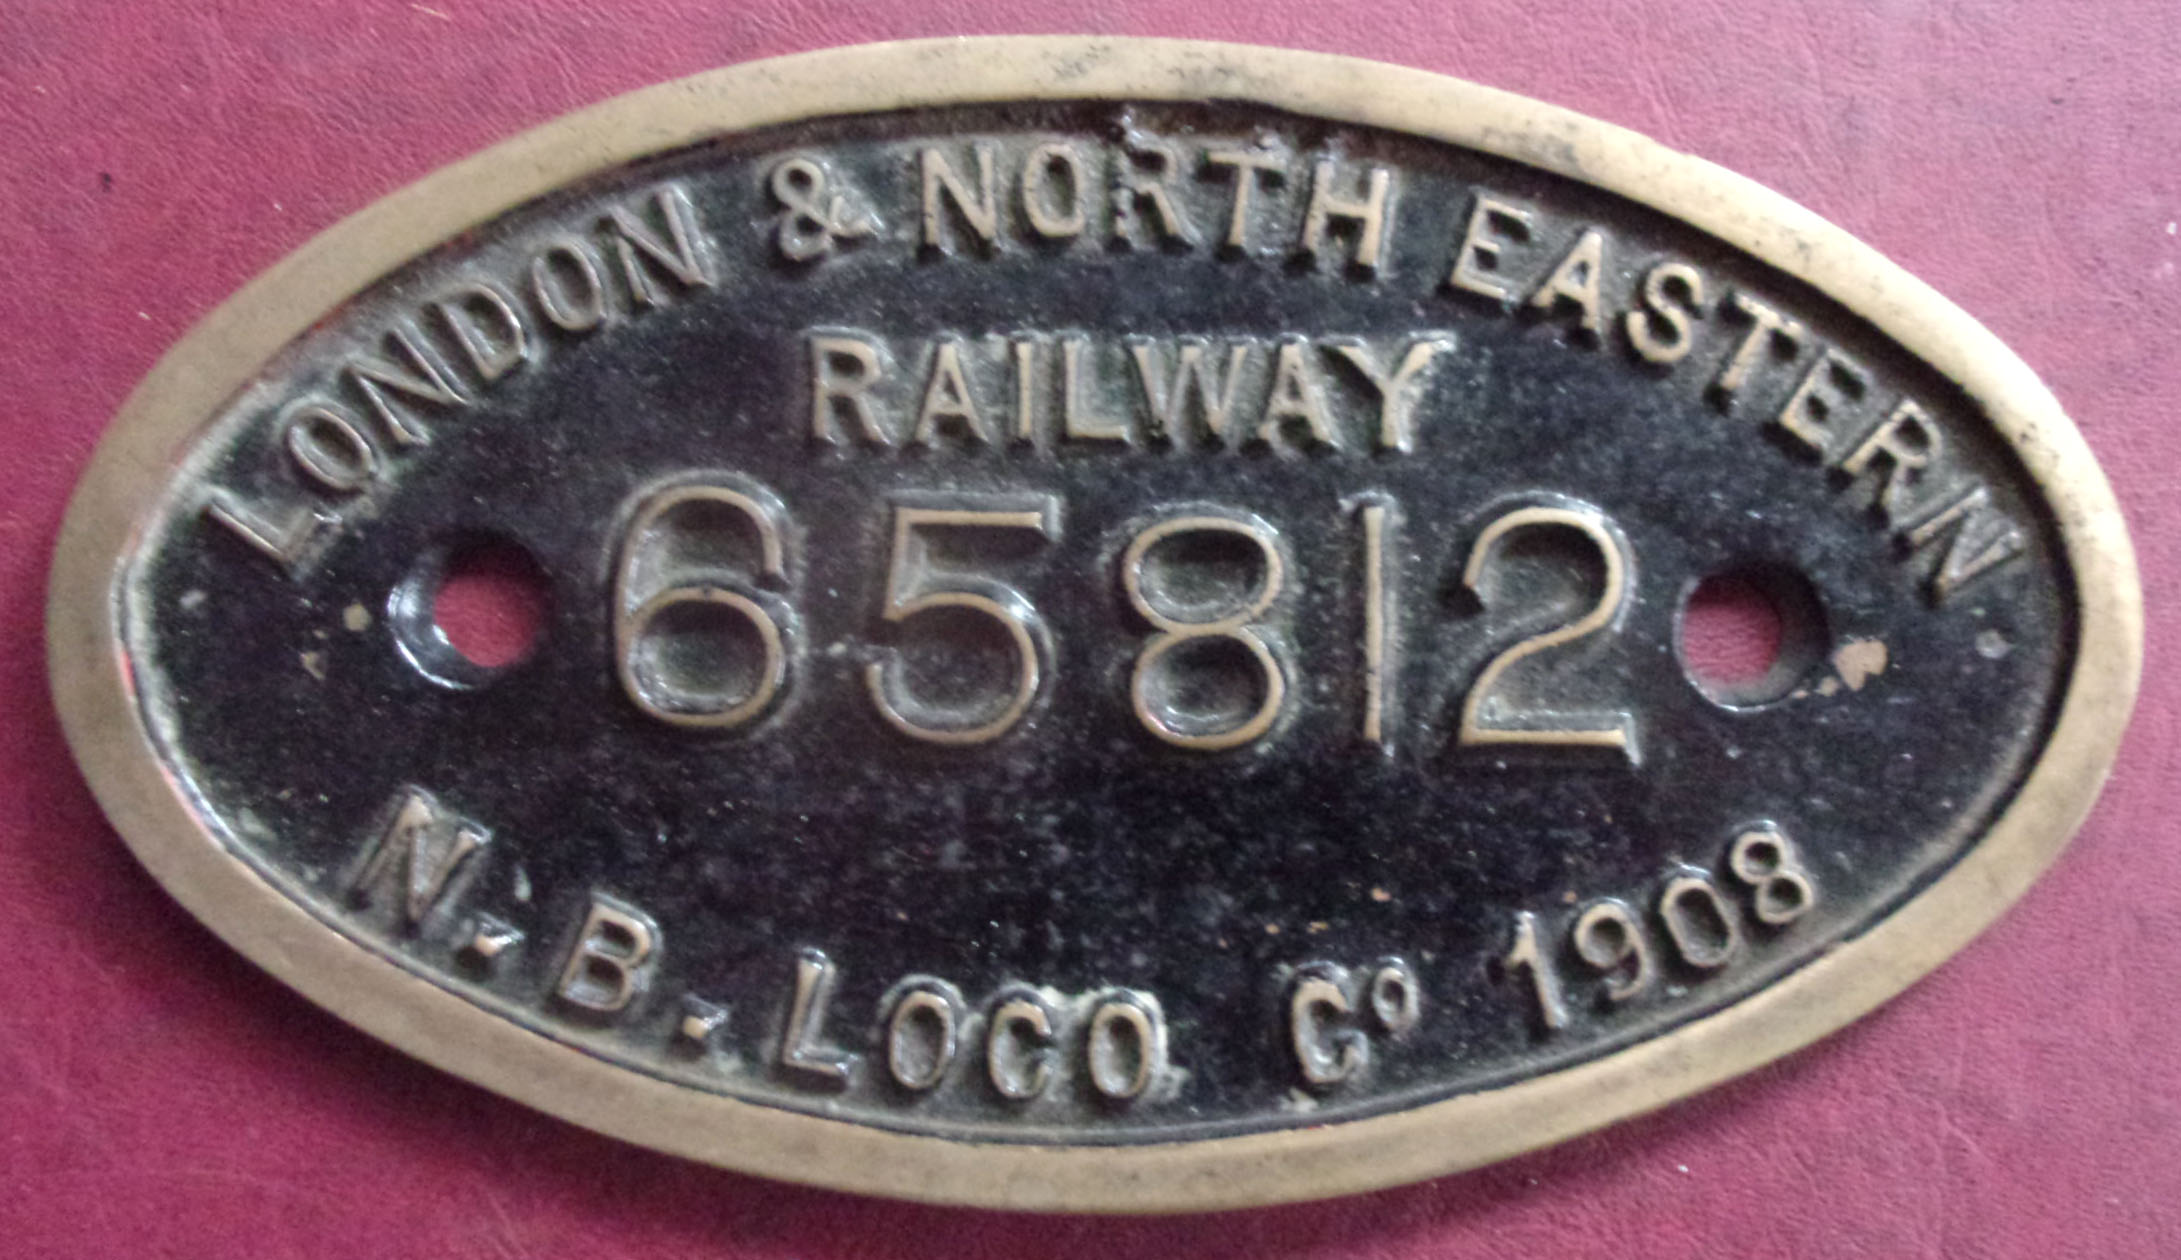 LONDON & NORTH EASTERN
RAILWAY
65812
N.B. LOCO Cº 1908